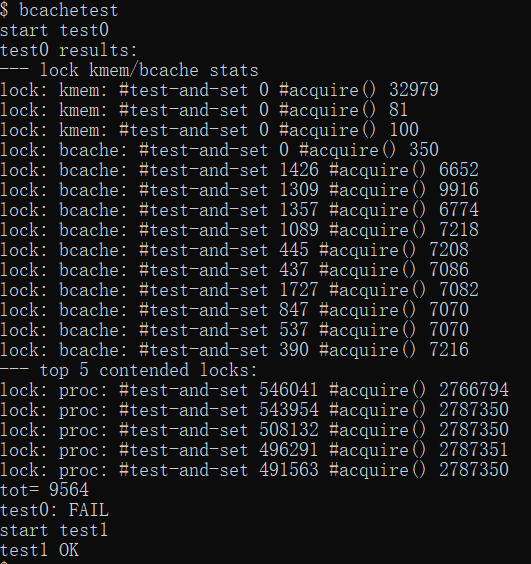 $ bcachetest
start test0
test0 results:
--- lock kmem/bcache stats
lock: kmem: #test-and-set 0 #acquire() 32979
lock: kmem: #test-and-set 0 #acquire() 81
lock: kmem: #test-and-set 0 #acquire() 100
lock: bcache: #test-and-set 0 #acquire() 350
lock: bcache: #test-and-set 1426 #acquire() 6652
lock: bcache: #test-and-set 1309 #acquire() 9916
lock: bcache: #test-and-set 1357 #acquire() 6774
lock: bcache: #test-and-set 1089 #acquire() 7218
lock: bcache: #test-and-set 445 #acquire() 7208
lock: bcache: #test-and-set 437 #acquire() 7086
lock: bcache: #test-and-set 1727 #acquire() 7082
lock: bcache: #test-and-set 847 #acquire() 7070
lock: bcache: #test-and-set 537 #acquire() 7070
lock: bcache: #test-and-set 390 #acquire() 7216
--- top 5 contended locks:
lock: proc: #test-and-set 546041 #acquire() 2766794
lock: proc: #test-and-set 543954 #acquire() 2787350
lock: proc: #test-and-set 508132 #acquire() 2787350
lock: proc: #test-and-set 496291 #acquire() 2787351
lock: proc: #test-and-set 491563 #acquire() 2787350
tot= 9564
test0: FAIL
start test1
test1 OK